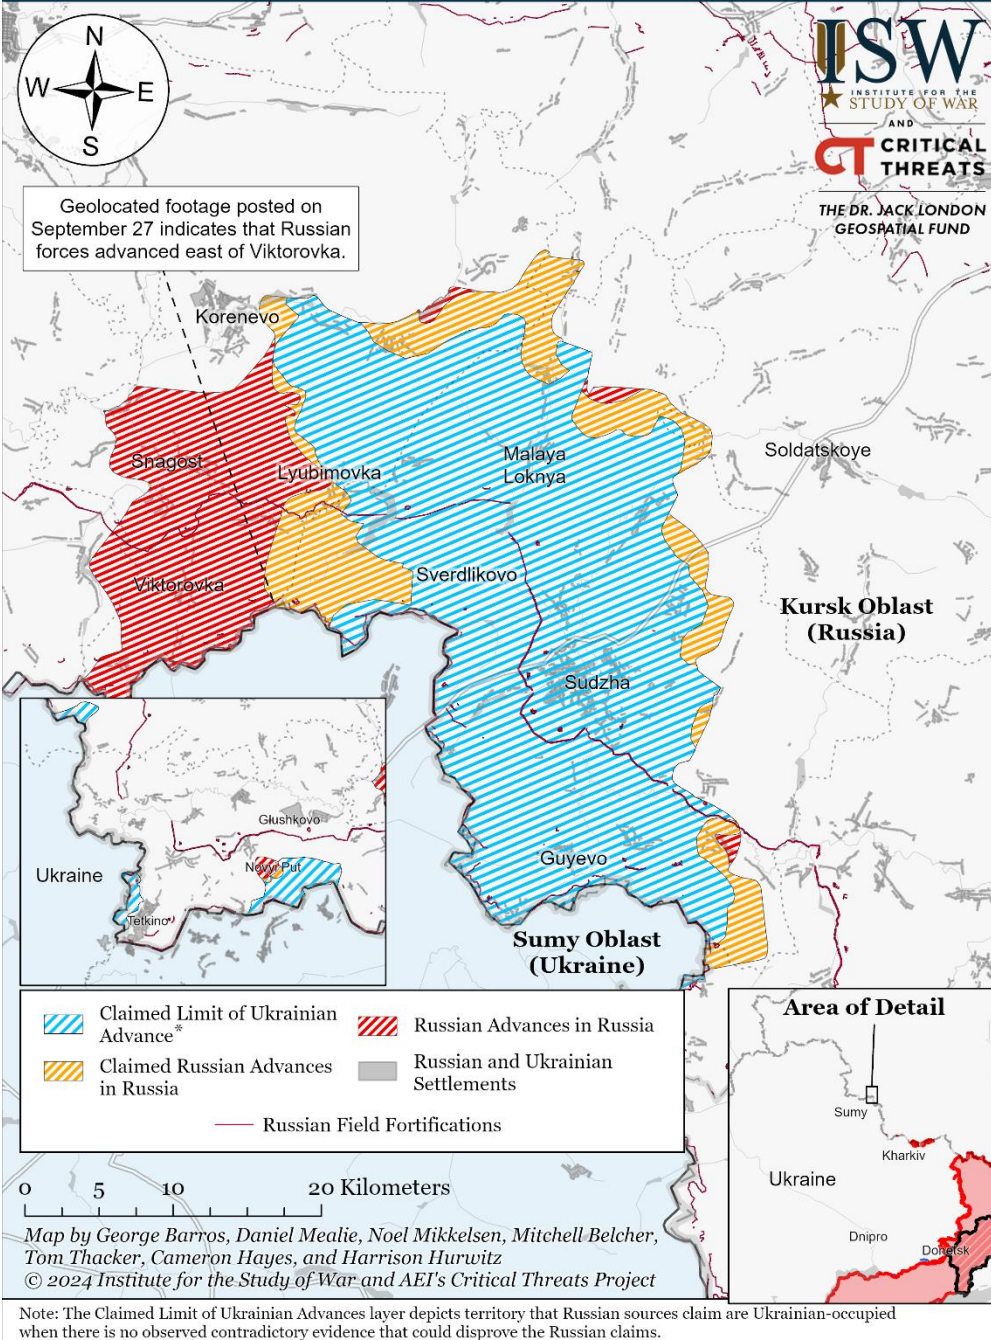 N
W
E
S
ISW
INSTITUTE FOR THE
STUDY OF WAR
AND
CT CRITICAL
THREATS
THE DR. JACK LONDON
GEOSPATIAL FUND
Geolocated footage posted on
September 27 indicates that Russian
forces advanced east of Viktorovka.
Korenevo
Snagost
Lyubimovka
Malaya
Loknya
Soldatskoye
Viktorovka
Sverdlikovo
Kursk Oblast
(Russia)
Sudzha
Guyevo
Sumy Oblast
(Ukraine)
Glushkovo
Novyi Put
Ukraine
Tetkino
Claimed Limit of Ukrainian
Advance*
Claimed Russian Advances
in Russia
Russian Advances in Russia
Russian and Ukrainian
Settlements
Russian Field Fortifications
Area of Detail
Sumy
Kharkiv
Ukraine
Dnipro
Donetsk
0 5 10 20 Kilometers
Map by George Barros, Daniel Mealie, Noel Mikkelsen, Mitchell Belcher,
Tom Thacker, Cameron Hayes, and Harrison Hurwitz
© 2024 Institute for the Study of War and AEI's Critical Threats Project
Note: The Claimed Limit of Ukrainian Advances layer depicts territory that Russian sources claim are Ukrainian-occupied
when there is no observed contradictory evidence that could disprove the Russian claims.